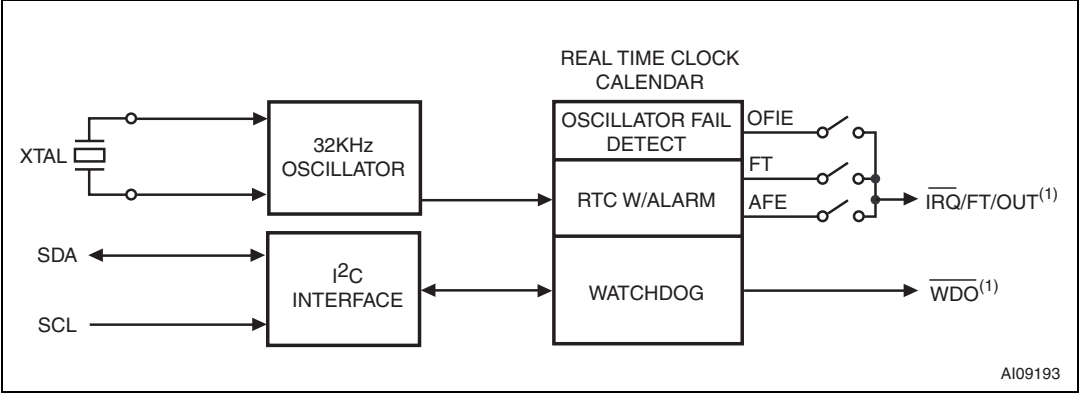 REAL TIME CLOCK
CALENDAR
OSCILLATOR FAIL
DETECT
OFIE
XTAL
32KHz
OSCILLATOR
FT
RTC W/ALARM
AFE
IRQ/FT/OUT(1)
SDA
I2C
INTERFACE
WATCHDOG
WDO(1)
SCL
AI09193